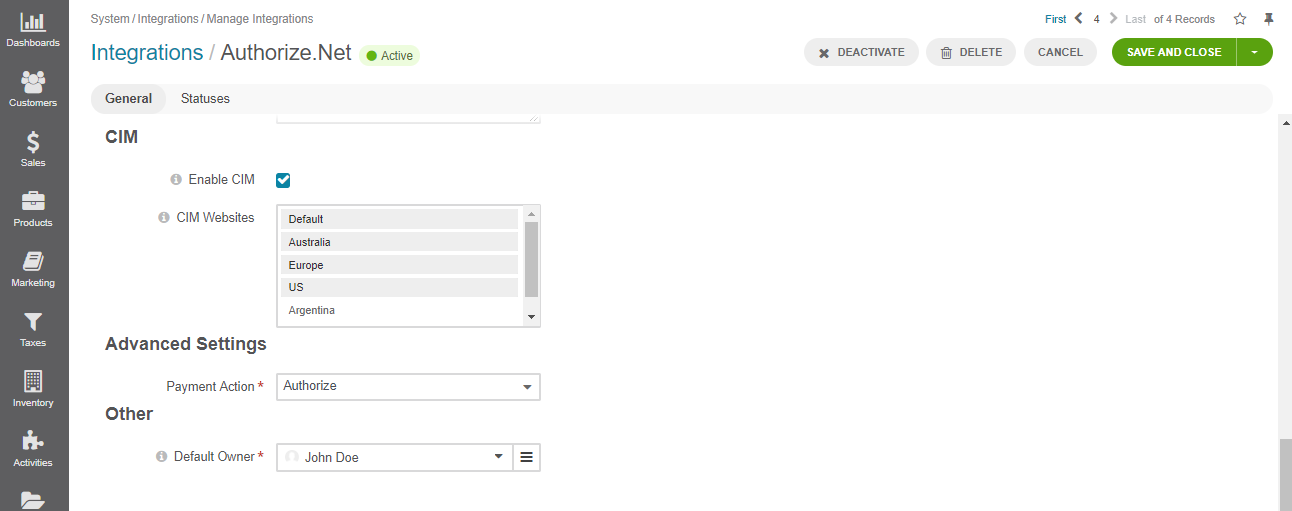 System / Integrations / Manage Integrations
First 4 Last of 4 Records
Integrations / Authorize.Net Active
DEACTIVATE DELETE CANCEL SAVE AND CLOSE
General Statuses
Dashboards
Customers
Sales
Products
Marketing
Taxes
Inventory
Activities
CIM
Enable CIM
CIM Websites
Default
Australia
Europe
US
Argentina
Advanced Settings
Payment Action * Authorize
Other
Default Owner * John Doe